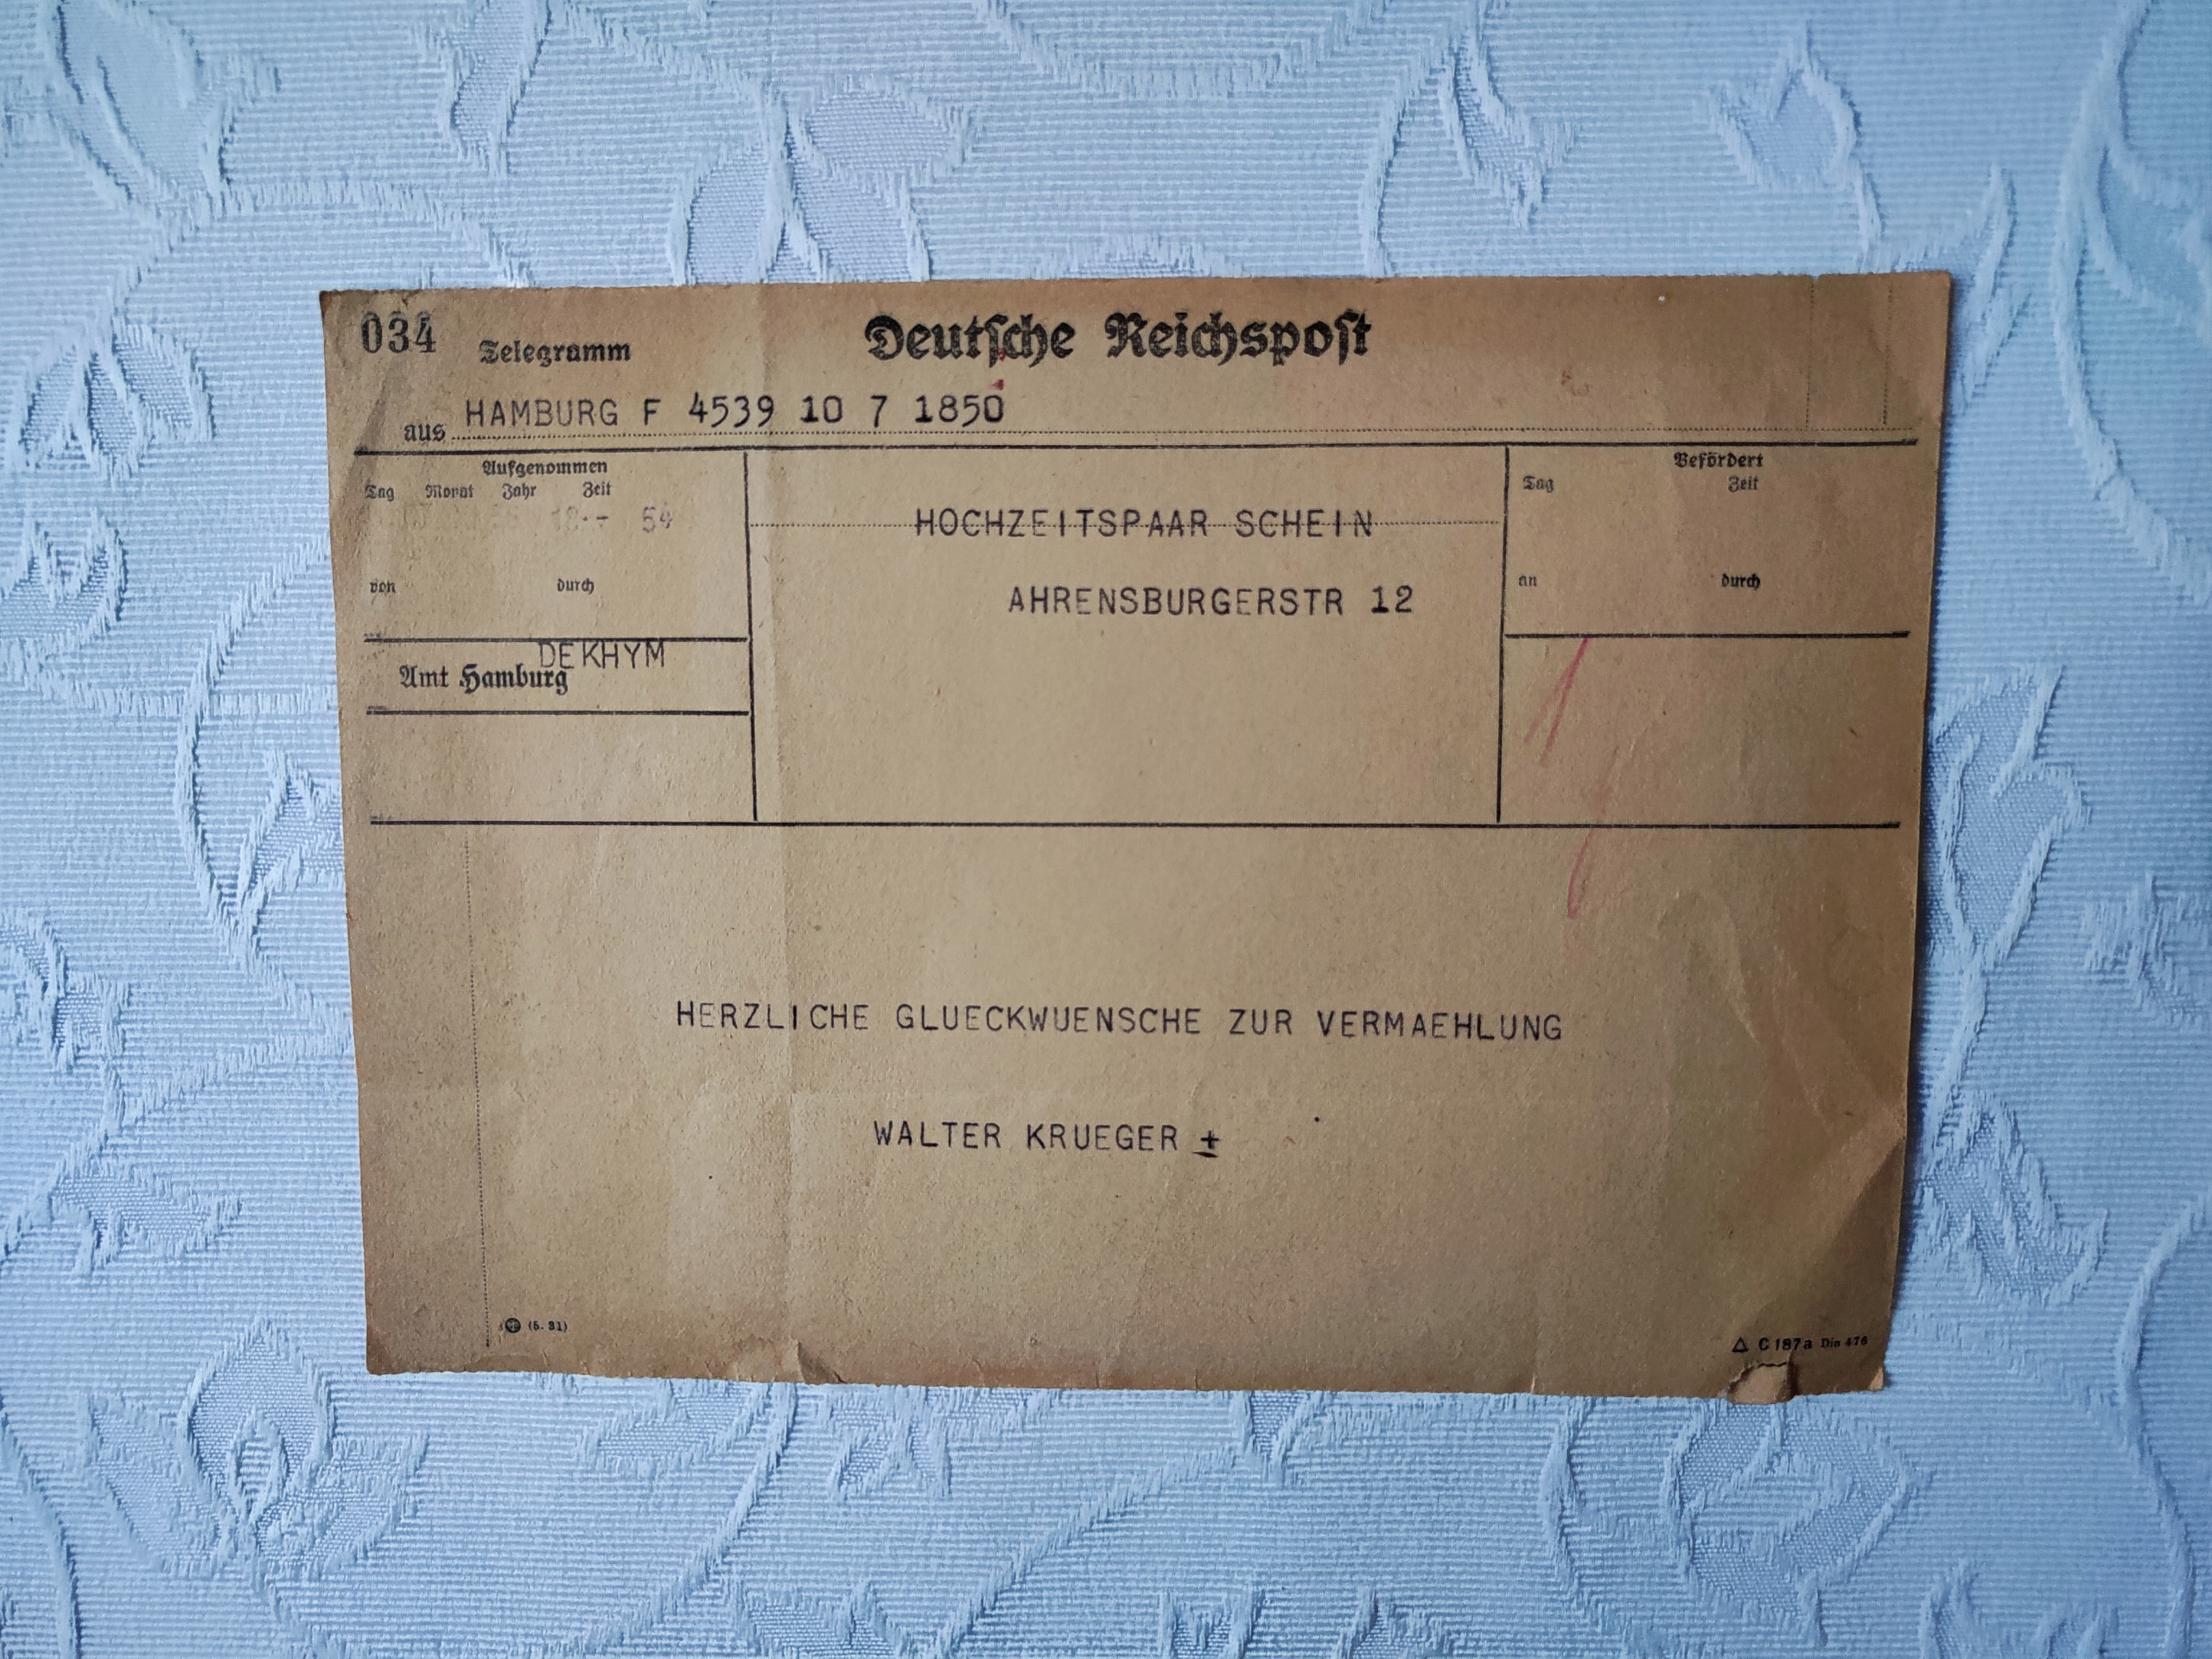 034 Telegramm Deutsche Reichspost
aus HAMBURG F 4539 10 7 1850
Aufgenommen
Tag Monat Jahr Zeit
54
von durch
HOCHZEITSPAAR SCHEIN
AHRENSBURGERSTR 12
Befördert
Tag Zeit
an durch
DEKHYM
Amt Hamburg
HERZLICHE GLUECKWUENSCHE ZUR VERMAEHLUNG
WALTER KRUEGER +
(5. 31)
C 187a Din 476